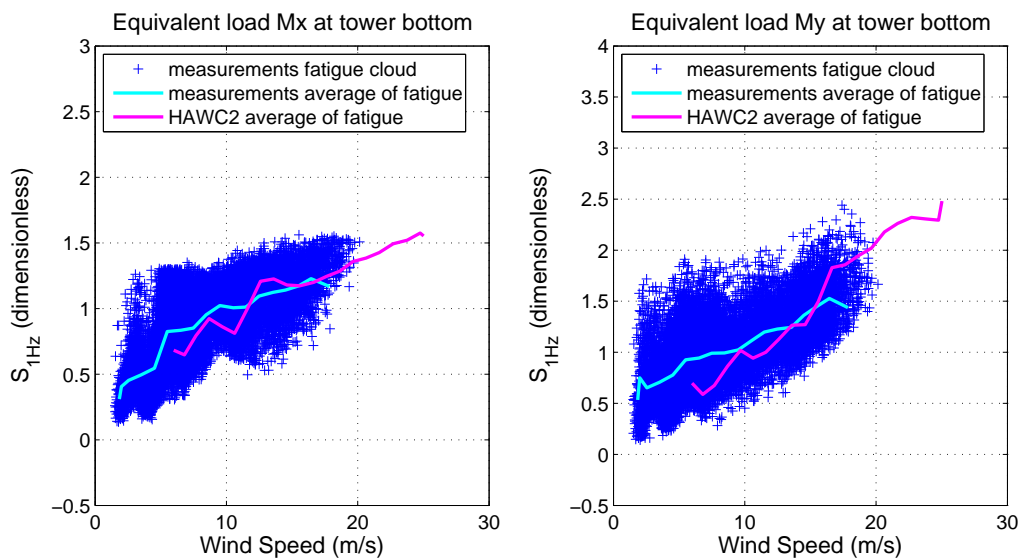 Equivalent load Mx at tower bottom
3
2.5
2
1.5
1
0.5
0
−0.5
S1Hz (dimensionless)
measurements fatigue cloud
measurements average of fatigue
HAWC2 average of fatigue
0 10 20 30
Wind Speed (m/s)
Equivalent load My at tower bottom
4
3.5
3
2.5
2
1.5
1
0.5
0
−0.5
S1Hz (dimensionless)
measurements fatigue cloud
measurements average of fatigue
HAWC2 average of fatigue
0 10 20 30
Wind Speed (m/s)